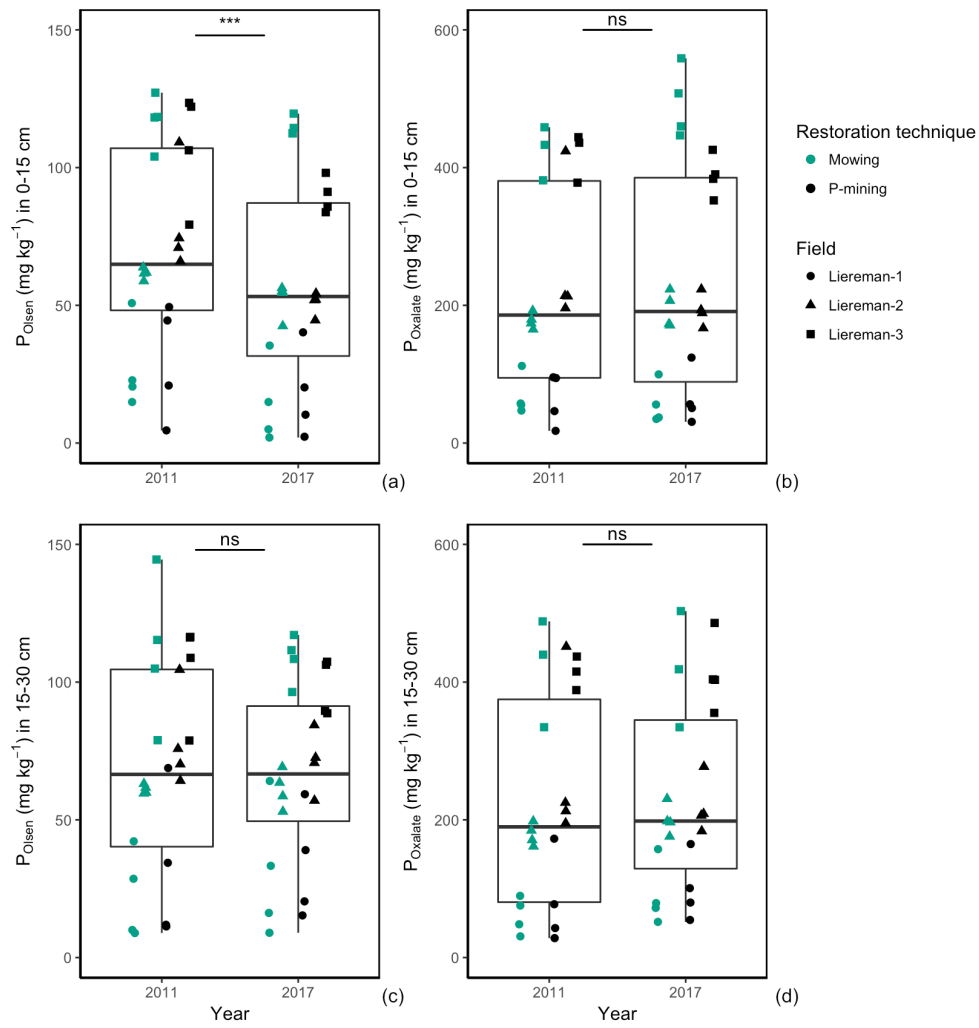 150
100
50
0
P_Olsen (mg kg⁻¹) in 0-15 cm
***
2011
2017
(a)
600
400
200
0
P_Oxalate (mg kg⁻¹) in 0-15 cm
ns
2011
2017
(b)
Restoration technique
Mowing
P-mining
Field
Liereman-1
Liereman-2
Liereman-3
150
100
50
0
P_Olsen (mg kg⁻¹) in 15-30 cm
ns
2011
2017
Year
(c)
600
400
200
0
P_Oxalate (mg kg⁻¹) in 15-30 cm
ns
2011
2017
Year
(d)